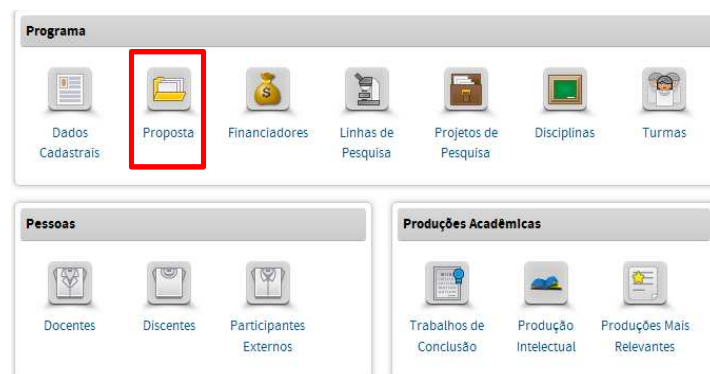 Programa
Dados
Cadastrais
Proposta
Financiadores
Linhas de
Pesquisa
Projetos de
Pesquisa
Disciplinas
Turmas
Pessoas
Docentes
Discentes
Participantes
Externos
Produções Acadêmicas
Trabalhos de
Conclusão
Produção
Intelectual
Produções Mais
Relevantes